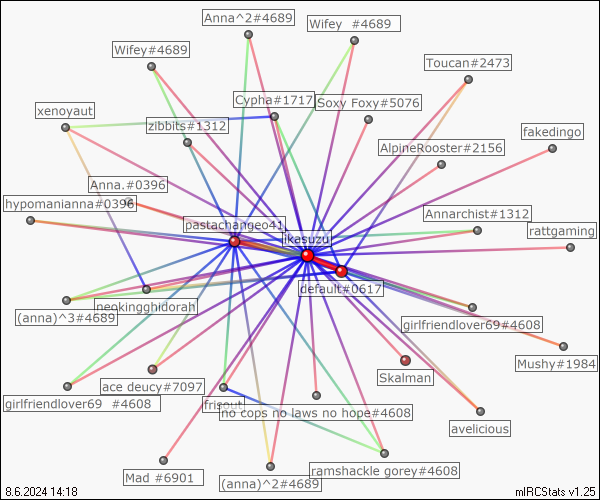 Anna^2#4689
Wifey  #4689
Wifey#4689
Toucan#2473
Cypha#1717
Soxy Foxy#5076
xenoyaut
zibbits#1312
fakedingo
AlpineRooster#2156
Anna.#0396
hypomanianna#0396
pastachangeo41
Annarchist#1312
rattgaming
ikasuzu
default#0617
neokingghidorah
(anna)^3#4689
girlfriendlover69#4608
Mushy#1984
Skalman
ace deucy#7097
girlfriendlover69  #4608
frisout
no cops no laws no hope#4608
avelicious
Mad #6901
(anna)^2#4689
ramshackle gorey#4608
8.6.2024 14:18
mIRCStats v1.25